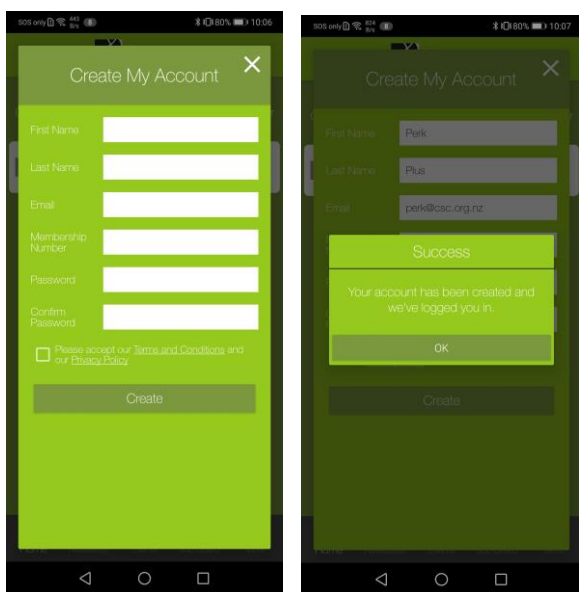 SOS only 443 B/s 80% 10:06
Create My Account
First Name
Last Name
Email
Membership
Number
Password
Confirm
Password
Please accept our Terms and Conditions and
our Privacy Policy
Create
SOS only 834 B/s 80% 10:07
Create My Account
First Name Perk
Last Name Plus
Email perk@csc.org.nz
Success
Your account has been created and
we've logged you in.
OK
Create
Home